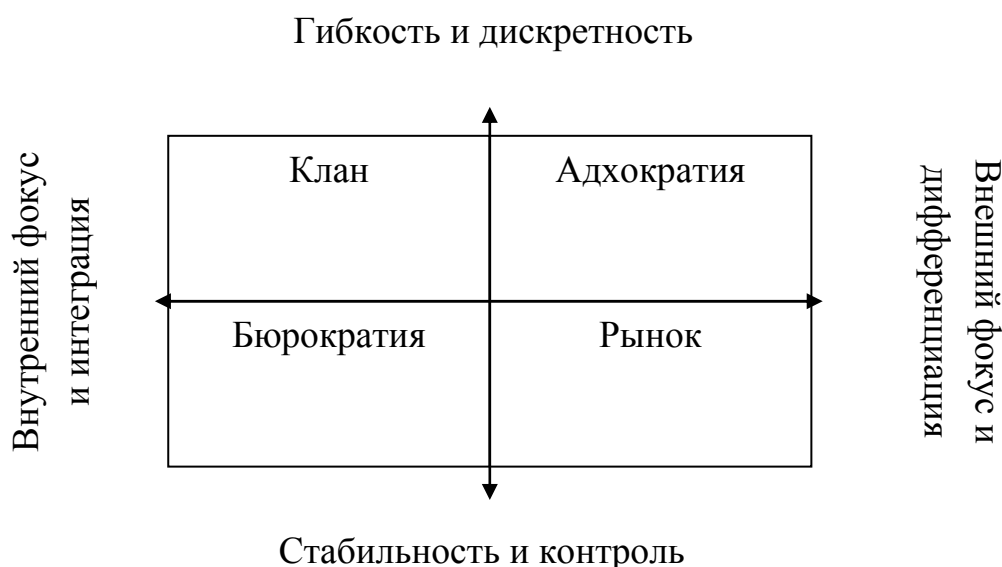 Гибкость и дискретность
Внутренний фокус
и интеграция
Клан
Адхократия
Бюрократия
Рынок
Внешний фокус и
дифференциация
Стабильность и контроль